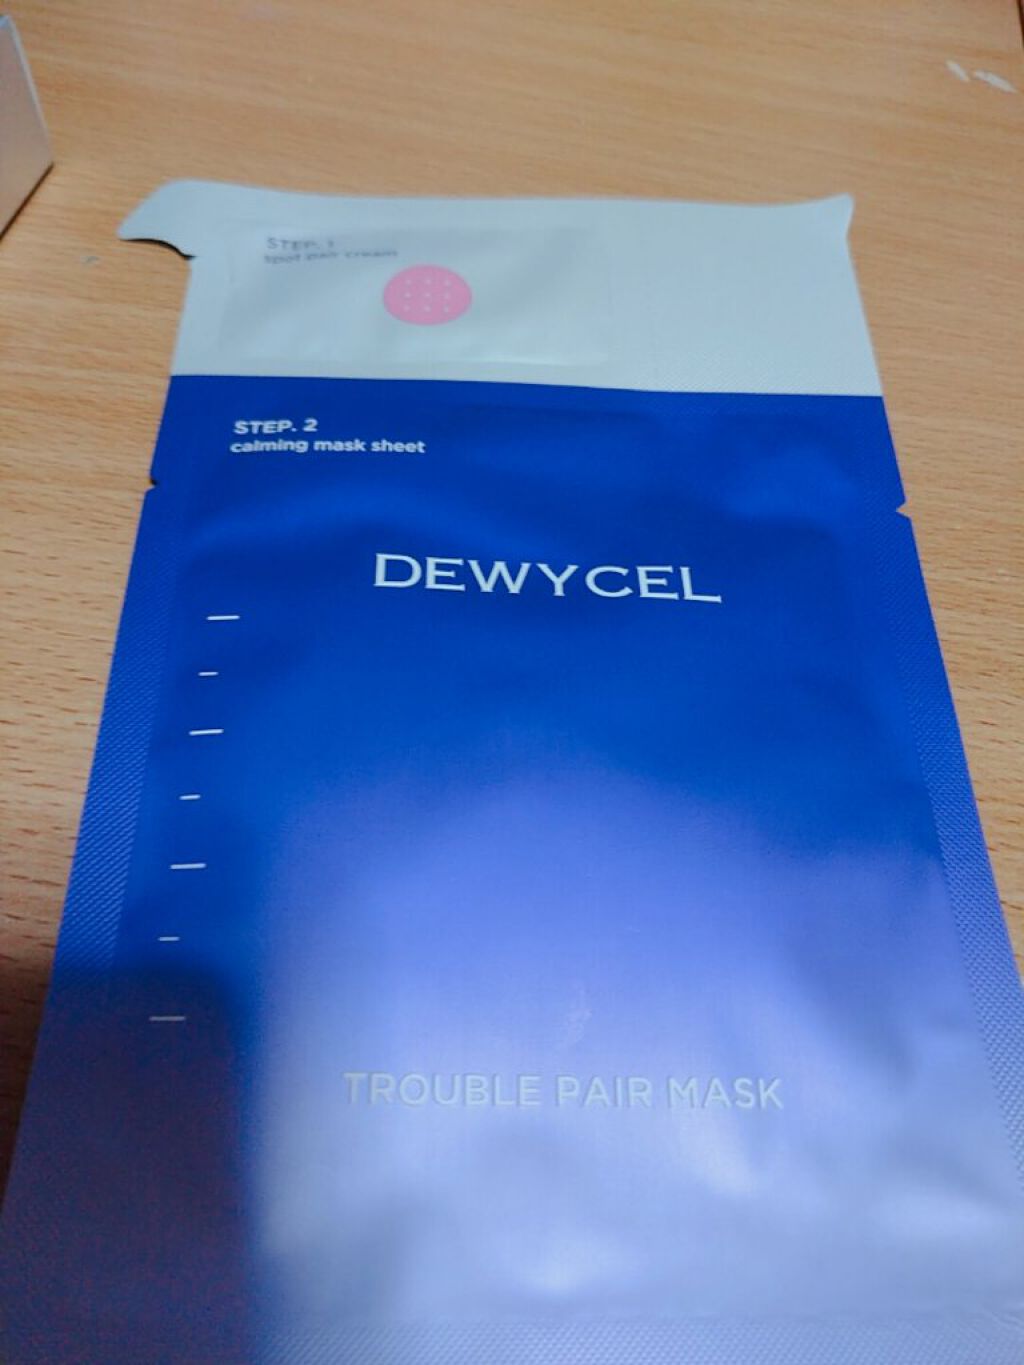 STEP. 1
spot pair cream
STEP. 2
calming mask sheet
DEWYCEL
TROUBLE PAIR MASK